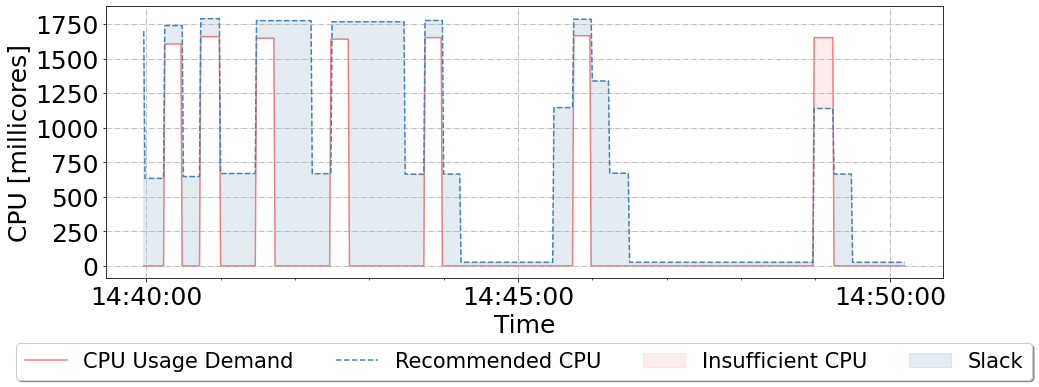 CPU [millicores]
1750
1500
1250
1000
750
500
250
0
14:40:00 14:45:00 14:50:00
Time
CPU Usage Demand Recommended CPU Insufficient CPU Slack